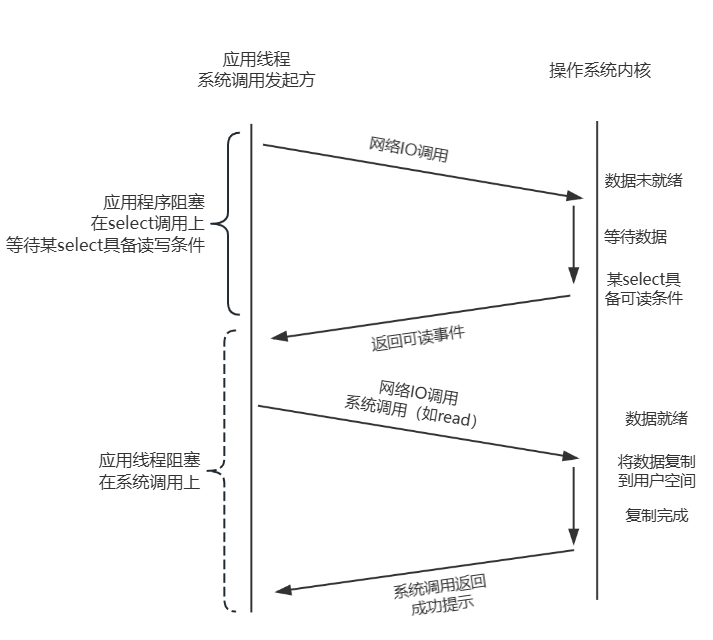 应用线程
系统调用发起方
操作系统内核
网络IO调用
数据未就绪
应用程序阻塞
在select调用上
等待某select具备读写条件
等待数据
某select具
备可读条件
返回可读事件
网络IO调用
系统调用（如read）
数据就绪
应用线程阻塞
在系统调用上
将数据复制
到用户空间
复制完成
系统调用返回
成功提示